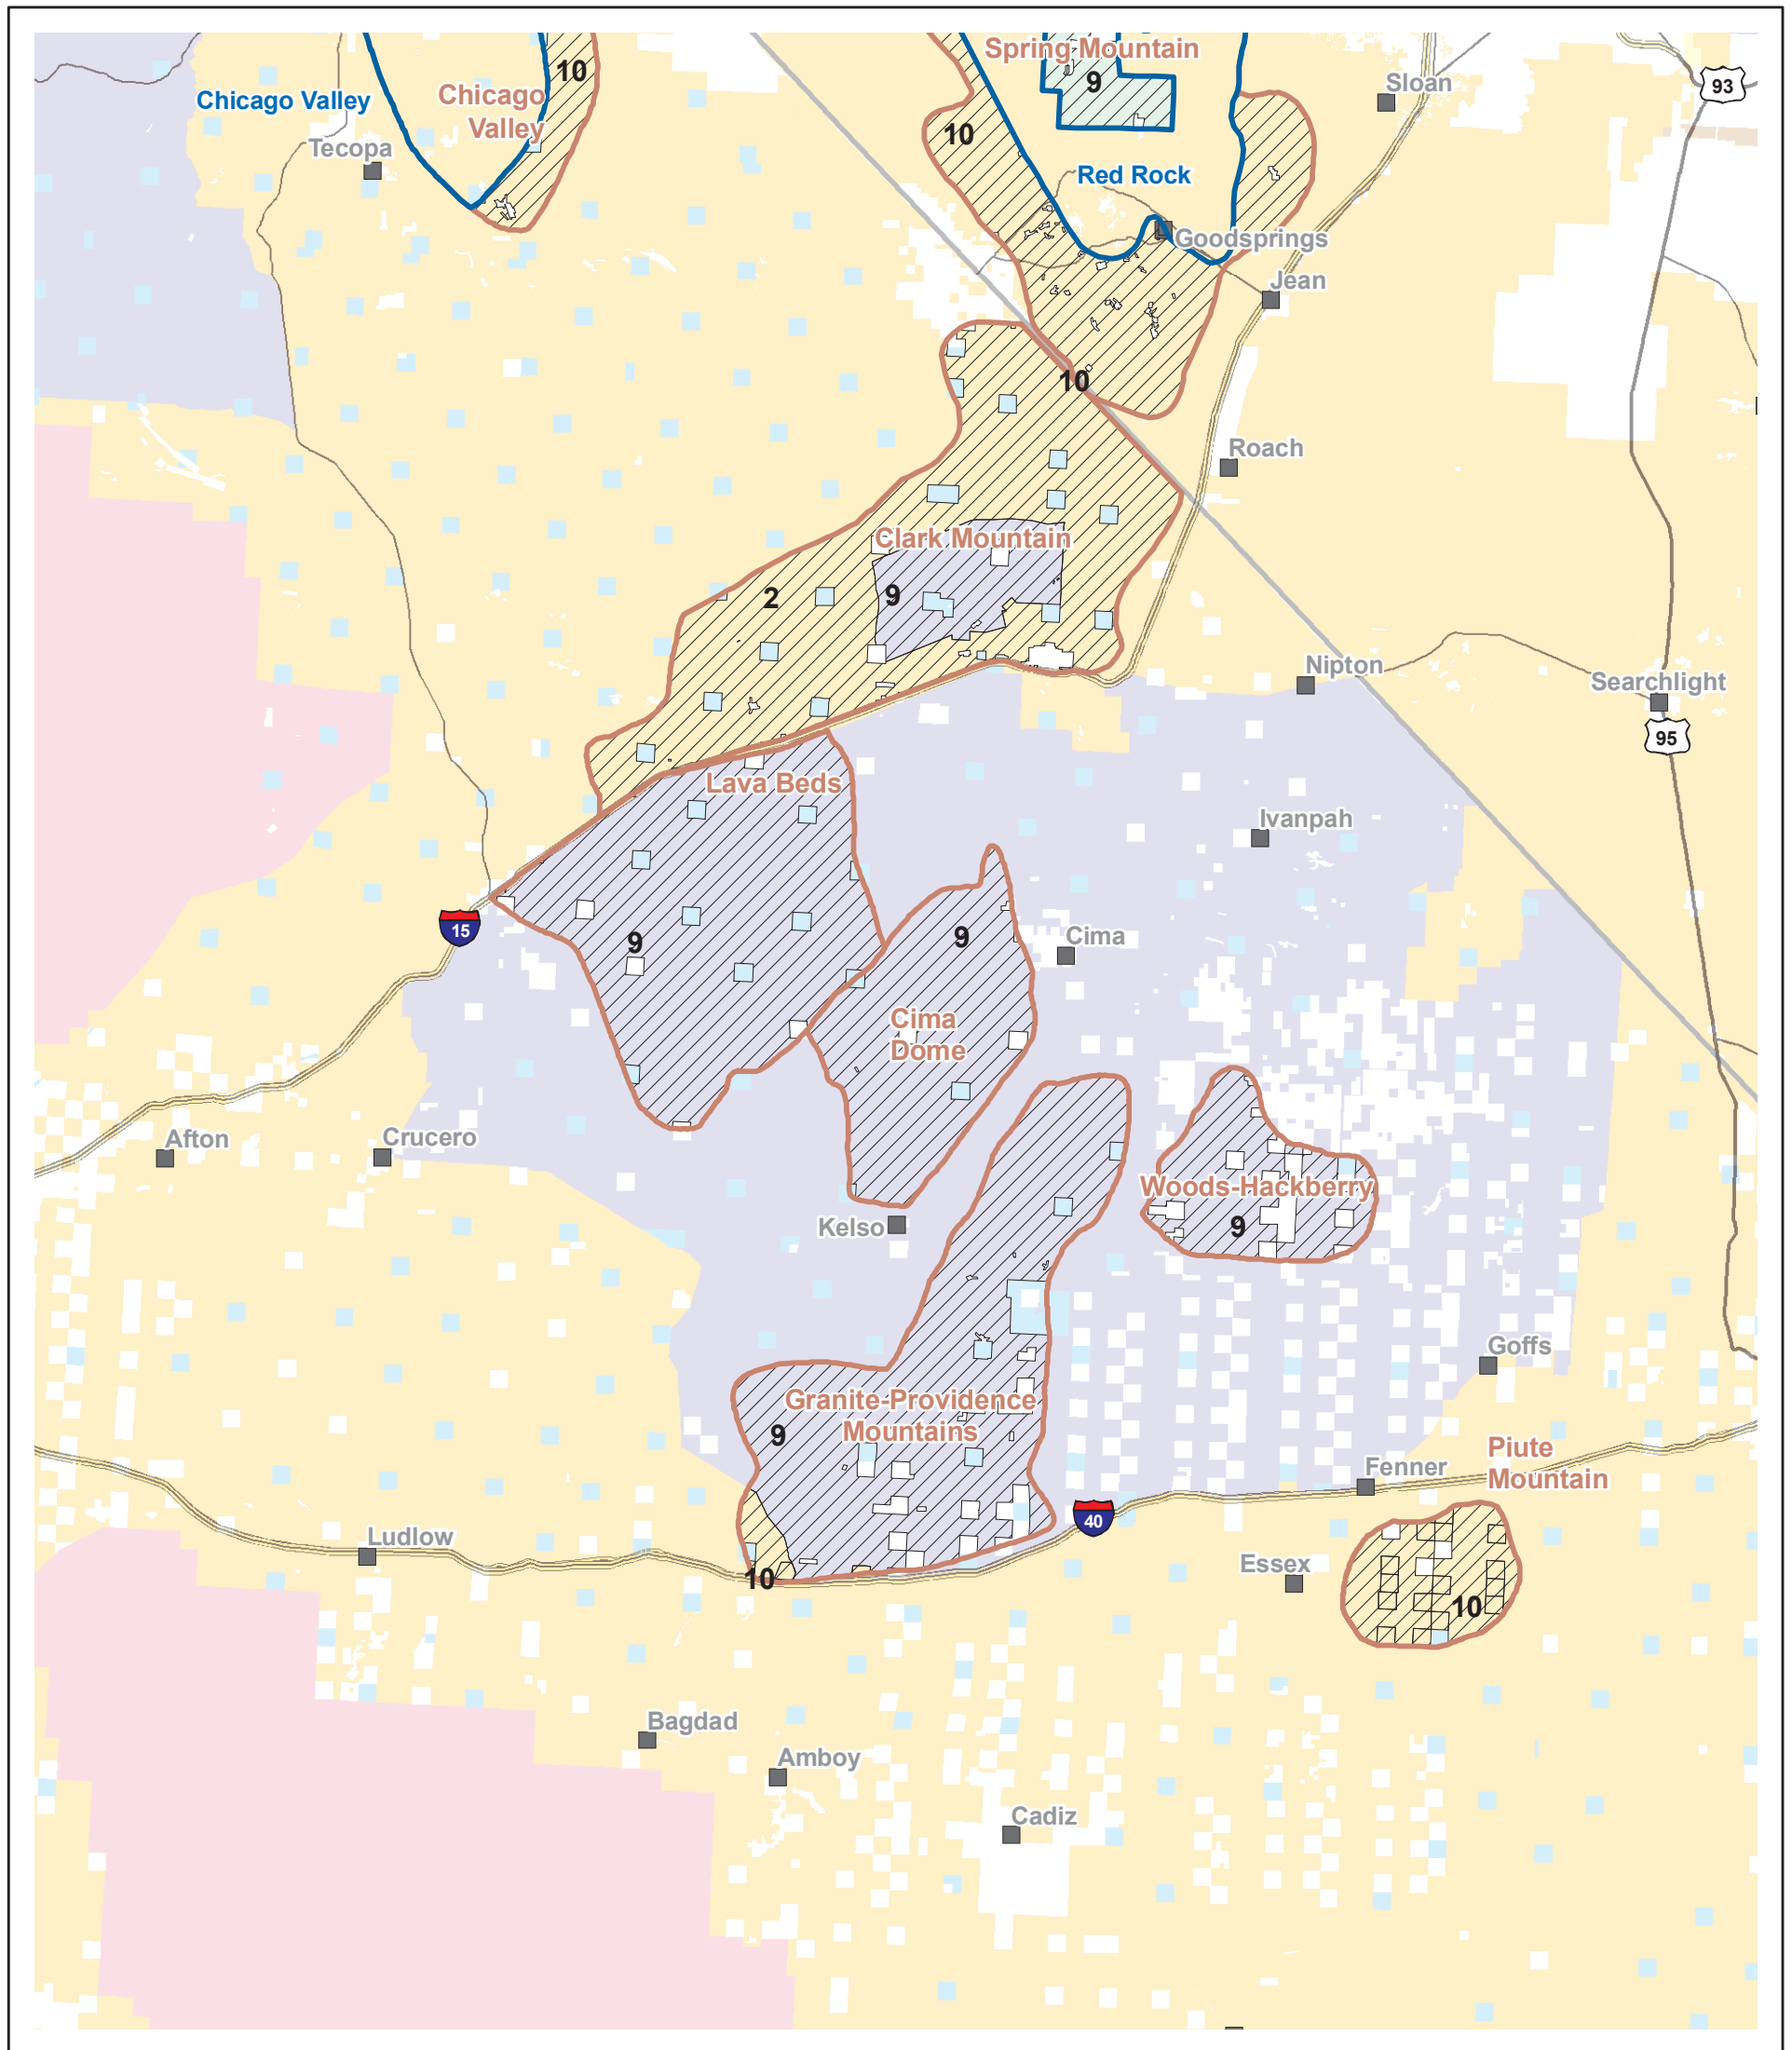 Spring Mountain
10
9
Sloan
93
Chicago Valley
Chicago
Valley
10
Tecopa
Red Rock
Goodsprings
Jean
10
Roach
Clark Mountain
2
9
Nipton
Searchlight
95
Lava Beds
Ivanpah
15
9
9
Cima
Cima
Dome
Afton
Crucero
Woods-Hackberry
9
Kelso
Goffs
Granite-Providence
Mountains
9
Piute
Mountain
Fenner
40
Ludlow
Essex
10
10
Bagdad
Amboy
Cadiz